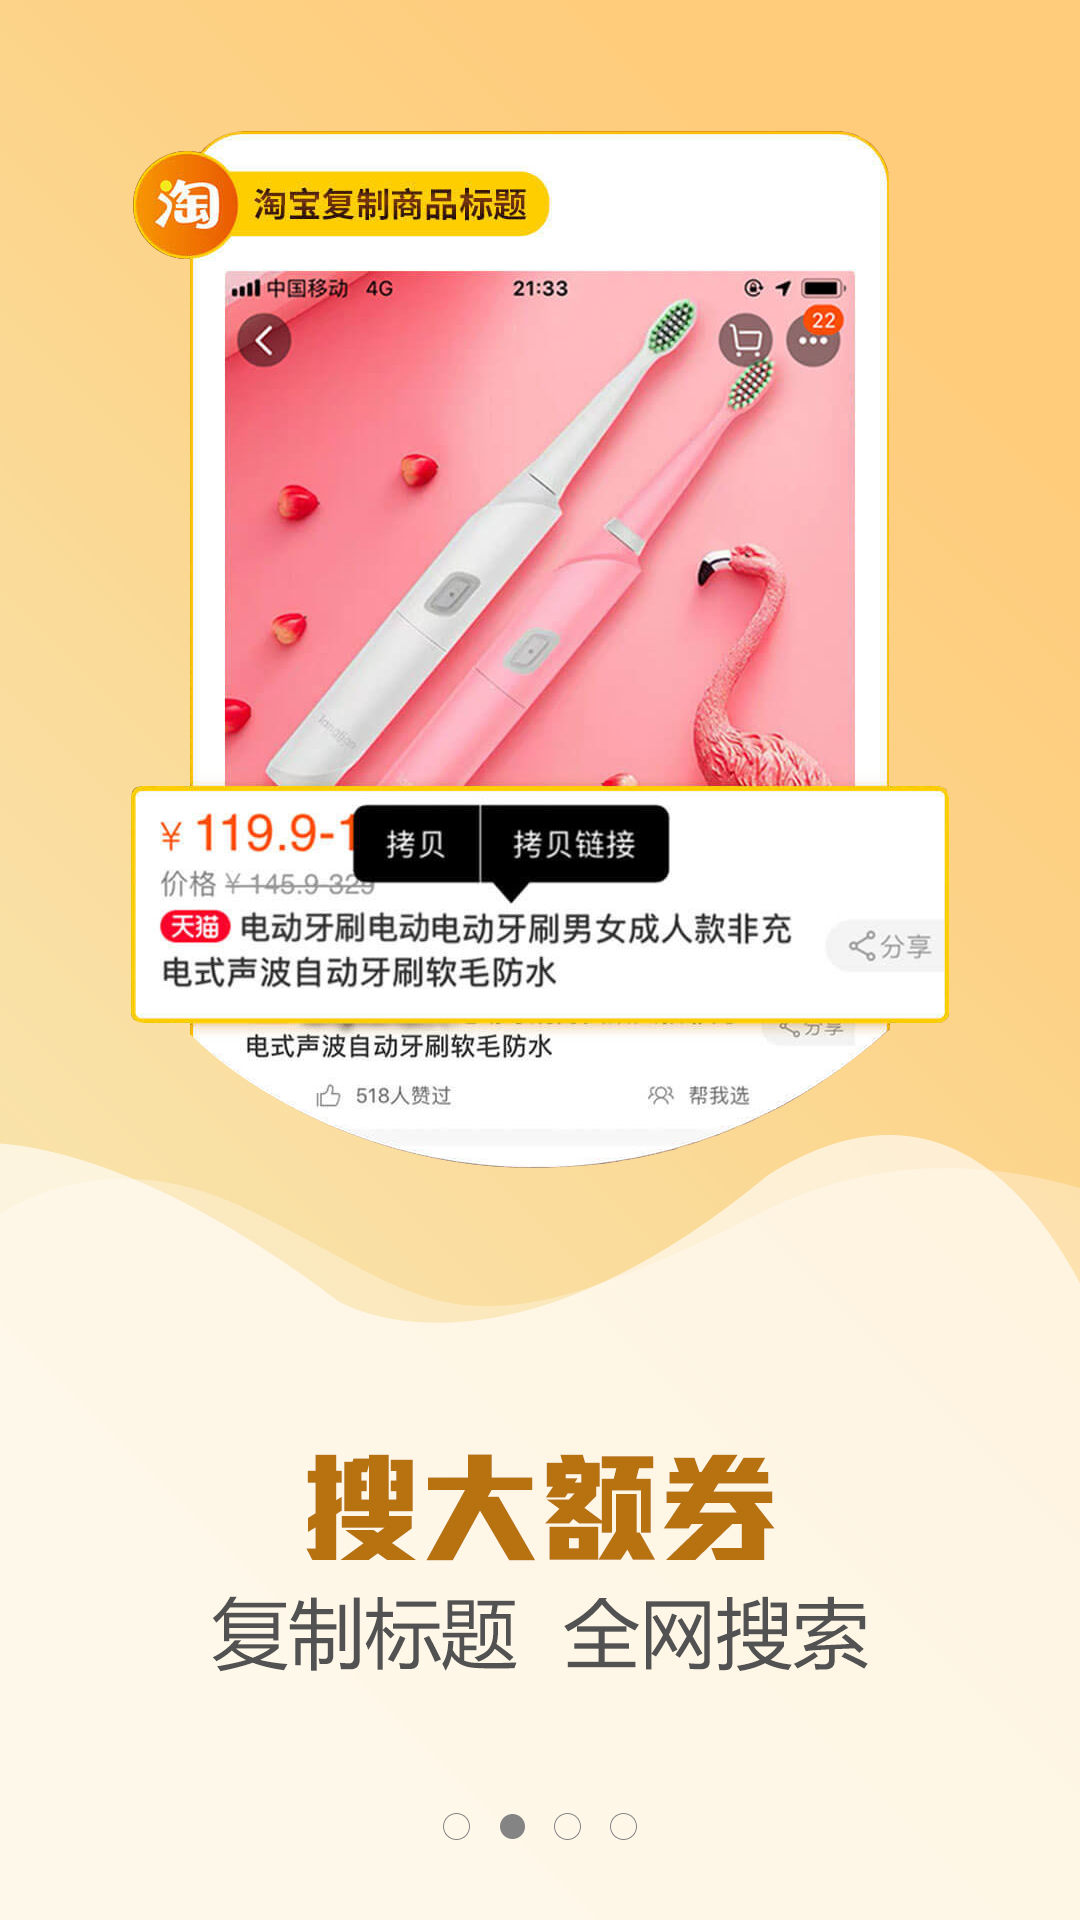 淘 淘宝复制商品标题
中国移动 4G 21:33
22
langtian
¥ 119.9-1
拷贝 拷贝链接
价格 ¥ 145.9-329
天猫 电动牙刷电动电动牙刷男女成人款非充
电式声波自动牙刷软毛防水
分享
分享
电式声波自动牙刷软毛防水
518人赞过 帮我选
搜大额券
复制标题 全网搜索